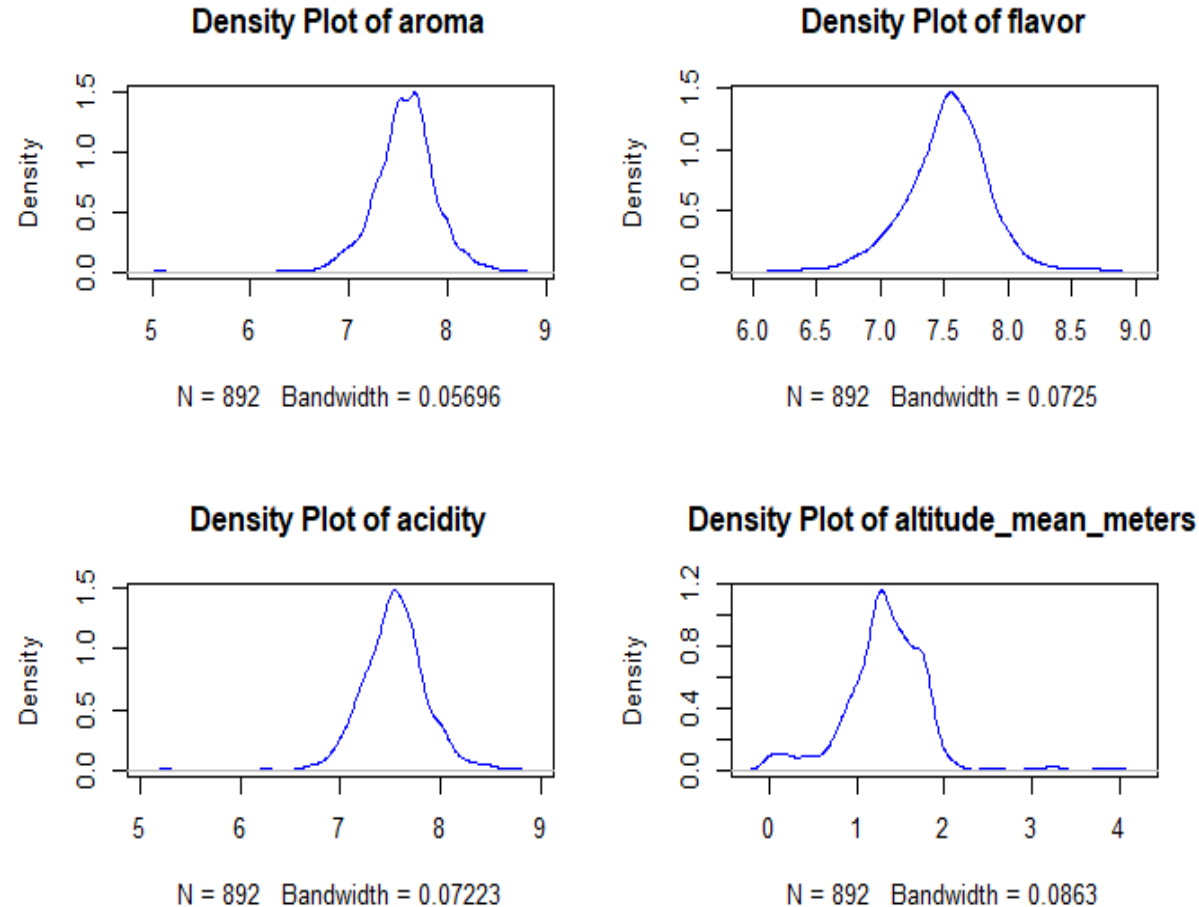 Density Plot of aroma
Density
0.0 0.5 1.0 1.5
5 6 7 8 9
N = 892 Bandwidth = 0.05696
Density Plot of flavor
Density
0.0 0.5 1.0 1.5
6.0 6.5 7.0 7.5 8.0 8.5 9.0
N = 892 Bandwidth = 0.0725
Density Plot of acidity
Density
0.0 0.5 1.0 1.5
5 6 7 8 9
N = 892 Bandwidth = 0.07223
Density Plot of altitude_mean_meters
Density
0.0 0.4 0.8 1.2
0 1 2 3 4
N = 892 Bandwidth = 0.0863